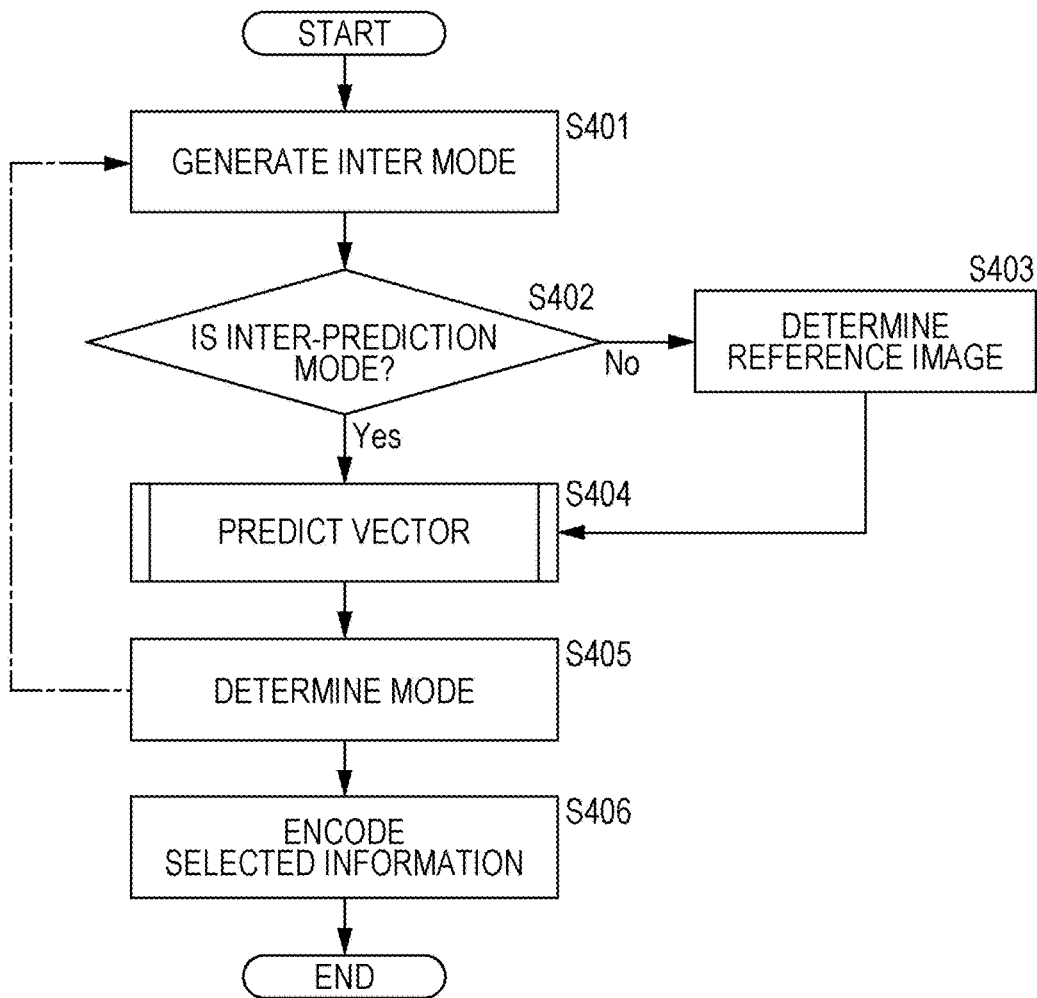 START
S401
GENERATE INTER MODE
S402
IS INTER-PREDICTION
MODE?
No
Yes
S403
DETERMINE
REFERENCE IMAGE
S404
PREDICT VECTOR
S405
DETERMINE MODE
S406
ENCODE
SELECTED INFORMATION
END